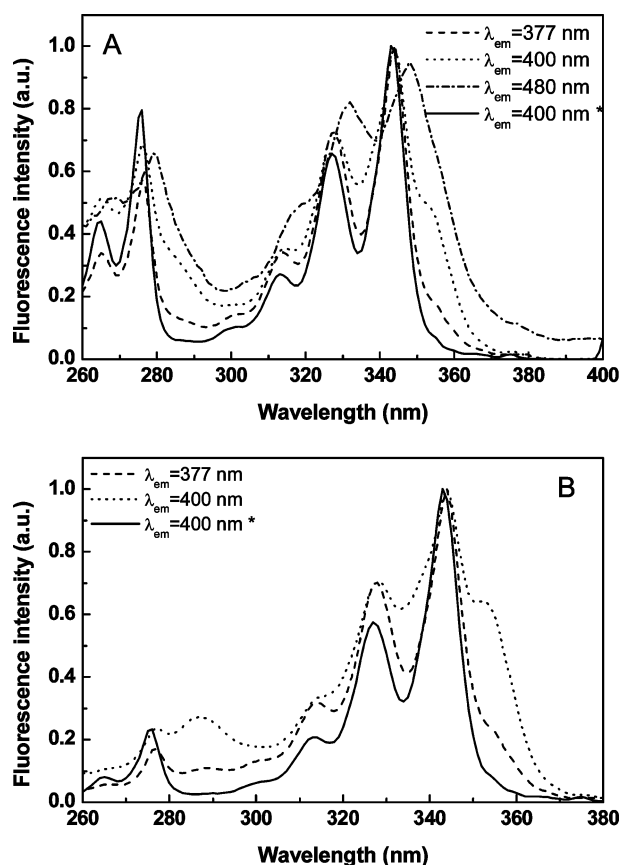 A
λem=377 nm
λem=400 nm
λem=480 nm
λem=400 nm *
Fluorescence intensity (a.u.)
1.0
0.8
0.6
0.4
0.2
0.0
260 280 300 320 340 360 380 400
Wavelength (nm)
B
λem=377 nm
λem=400 nm
λem=400 nm *
Fluorescence intensity (a.u.)
1.0
0.8
0.6
0.4
0.2
0.0
260 280 300 320 340 360 380
Wavelength (nm)